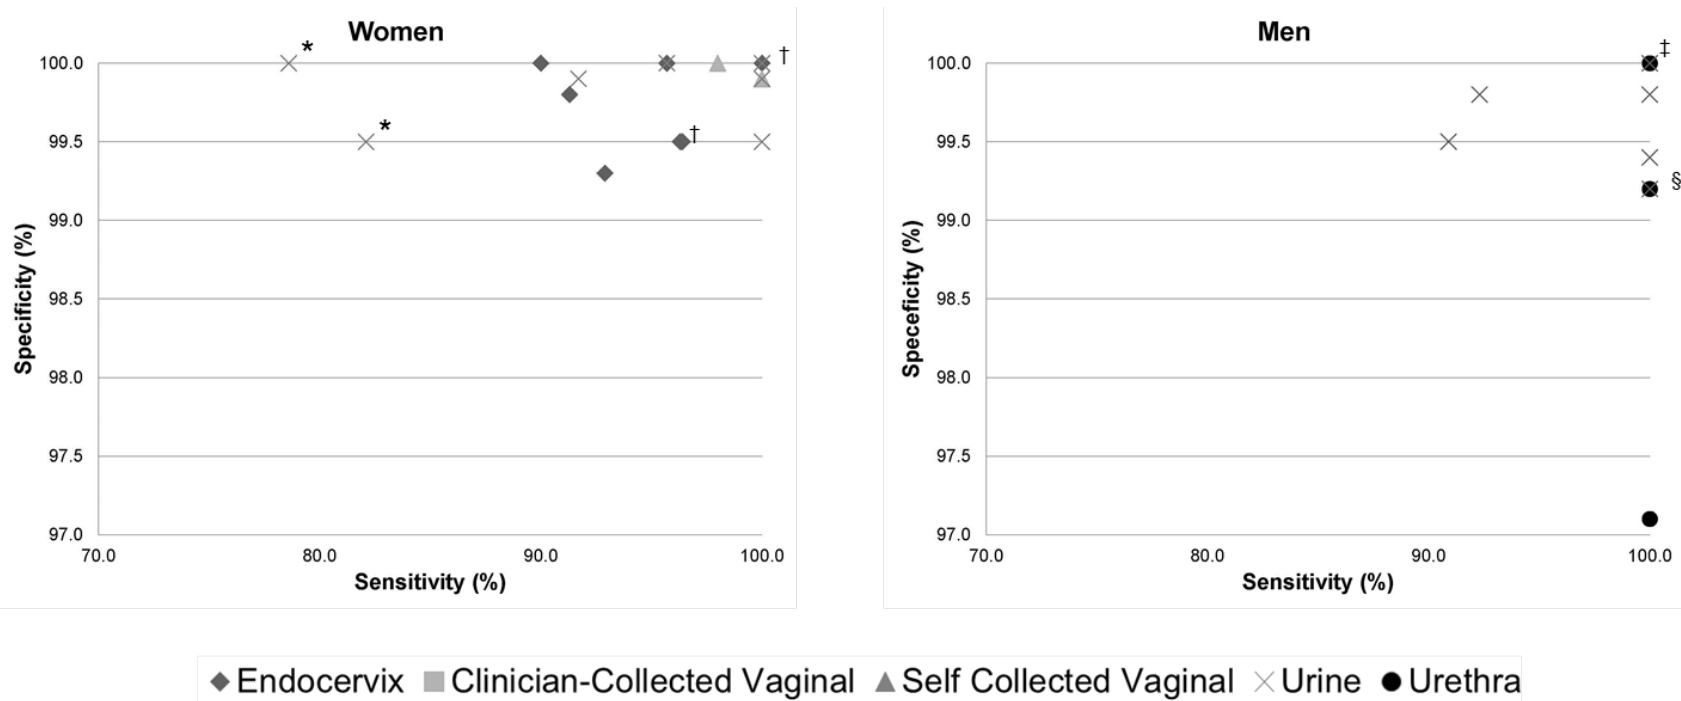 Women
Specificity (%)
100.0
99.5
99.0
98.5
98.0
97.5
97.0
*
*
†
†
70.0 80.0 90.0 100.0
Sensitivity (%)
Men
Speceficity (%)
100.0
99.5
99.0
98.5
98.0
97.5
97.0
‡
§
70.0 80.0 90.0 100.0
Sensitivity (%)
Endocervix Clinician-Collected Vaginal Self Collected Vaginal Urine Urethra